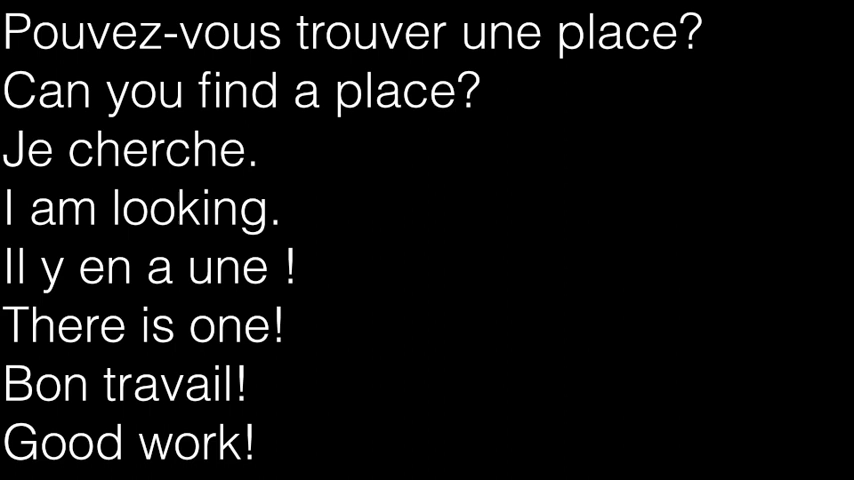 Pouvez-vous trouver une place?
Can you find a place?
Je cherche.
I am looking.
Il y en a une !
There is one!
Bon travail!
Good work!